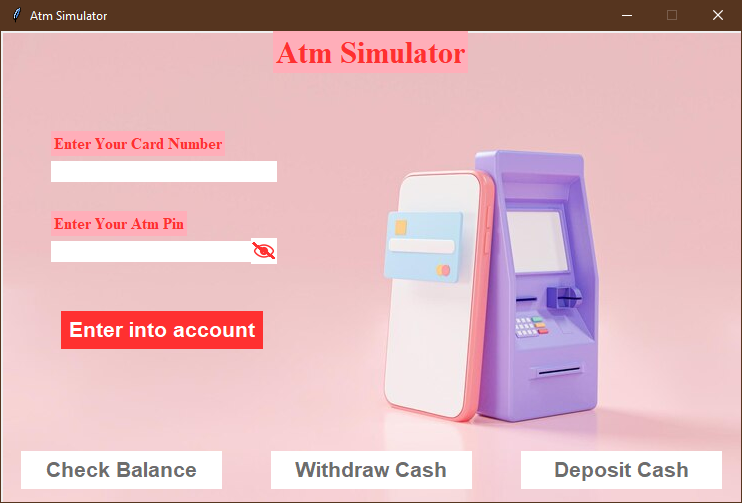 Atm Simulator
Atm Simulator
Enter Your Card Number
Enter Your Atm Pin
Enter into account
Check Balance
Withdraw Cash
Deposit Cash